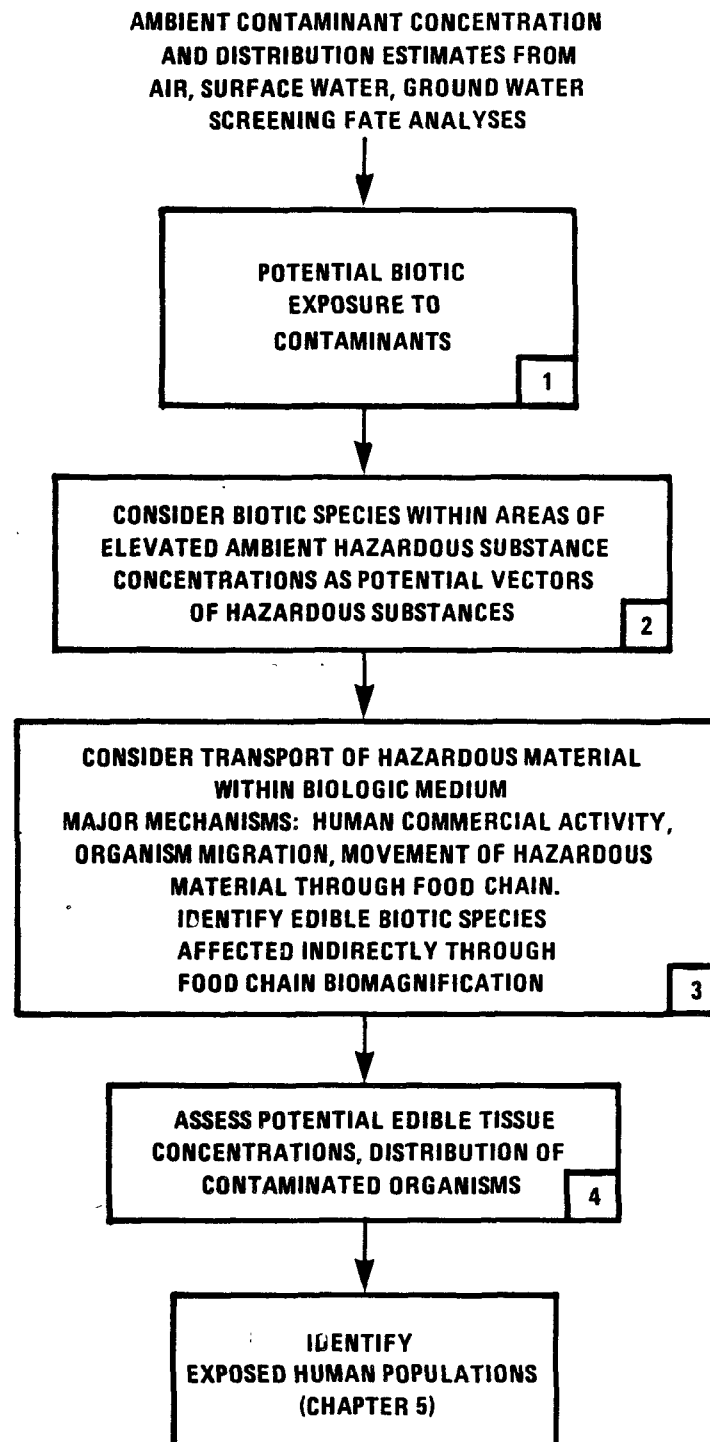 AMBIENT CONTAMINANT CONCENTRATION
AND DISTRIBUTION ESTIMATES FROM
AIR, SURFACE WATER, GROUND WATER
SCREENING FATE ANALYSES
POTENTIAL BIOTIC
EXPOSURE TO
CONTAMINANTS
1
CONSIDER BIOTIC SPECIES WITHIN AREAS OF
ELEVATED AMBIENT HAZARDOUS SUBSTANCE
CONCENTRATIONS AS POTENTIAL VECTORS
OF HAZARDOUS SUBSTANCES
2
CONSIDER TRANSPORT OF HAZARDOUS MATERIAL
WITHIN BIOLOGIC MEDIUM
MAJOR MECHANISMS: HUMAN COMMERCIAL ACTIVITY,
ORGANISM MIGRATION, MOVEMENT OF HAZARDOUS
MATERIAL THROUGH FOOD CHAIN.
IDENTIFY EDIBLE BIOTIC SPECIES
AFFECTED INDIRECTLY THROUGH
FOOD CHAIN BIOMAGNIFICATION
3
ASSESS POTENTIAL EDIBLE TISSUE
CONCENTRATIONS, DISTRIBUTION OF
CONTAMINATED ORGANISMS
4
IDENTIFY
EXPOSED HUMAN POPULATIONS
(CHAPTER 5)